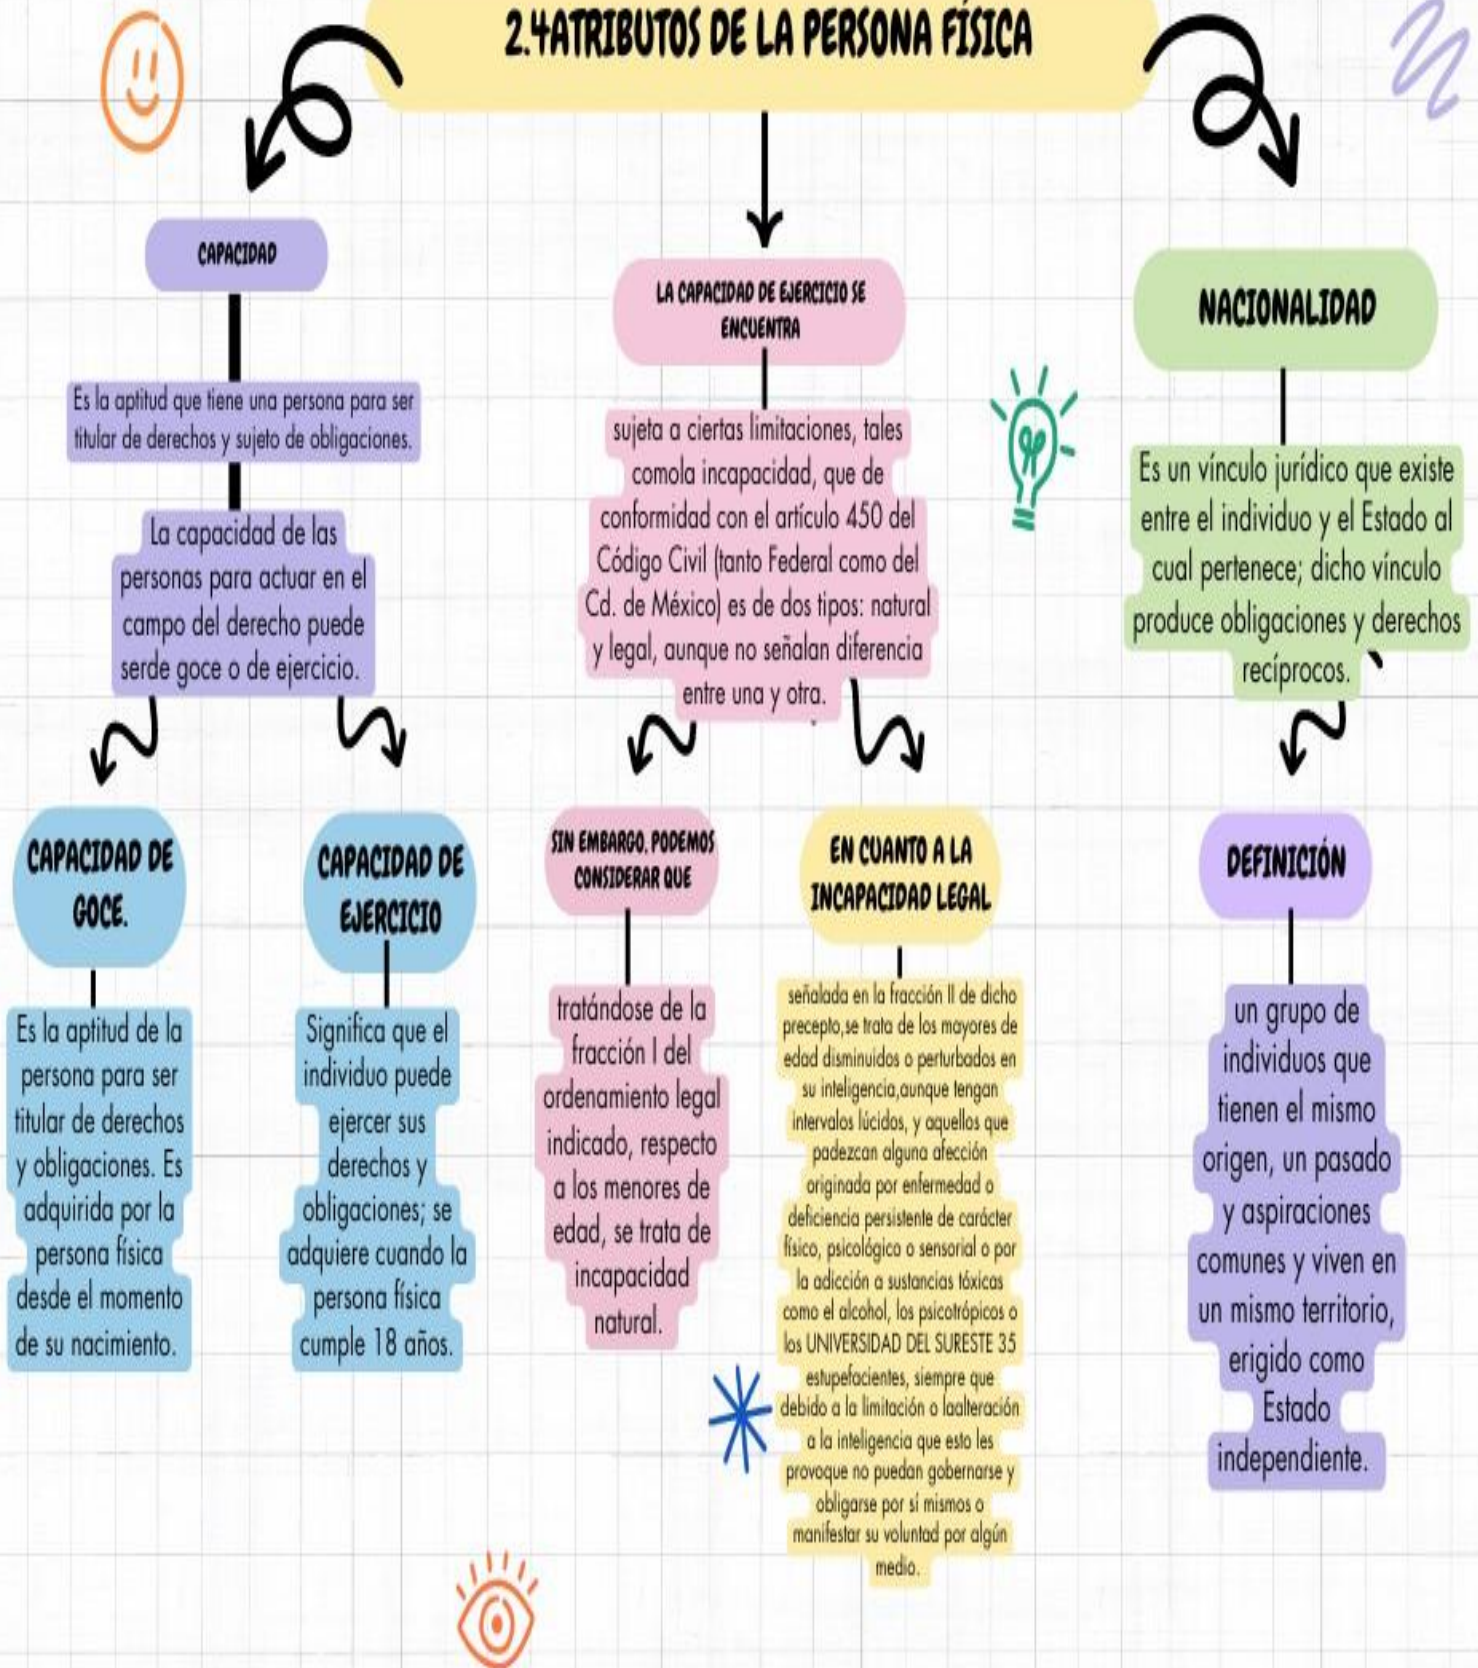 2.4ATRIBUTOS DE LA PERSONA FÍSICA
CAPACIDAD
Es la aptitud que tiene una persona para ser
titular de derechos y sujeto de obligaciones.
La capacidad de las
personas para actuar en el
campo del derecho puede
serde goce o de ejercicio.
CAPACIDAD DE
GOCE.
Es la aptitud de la
persona para ser
titular de derechos
y obligaciones. Es
adquirida por la
persona física
desde el momento
de su nacimiento.
CAPACIDAD DE
EJERCICIO
Significa que el
individuo puede
ejercer sus
derechos y
obligaciones; se
adquiere cuando la
persona física
cumple 18 años.
LA CAPACIDAD DE EJERCICIO SE
ENCUENTRA
sujeta a ciertas limitaciones, tales
comola incapacidad, que de
conformidad con el artículo 450 del
Código Civil (tanto Federal como del
Cd. de México) es de dos tipos: natural
y legal, aunque no señalan diferencia
entre una y otra.
SIN EMBARGO, PODEMOS
CONSIDERAR QUE
tratándose de la
fracción I del
ordenamiento legal
indicado, respecto
a los menores de
edad, se trata de
incapacidad
natural.
EN CUANTO A LA
INCAPACIDAD LEGAL
señalada en la fracción II de dicho
precepto,se trata de los mayores de
edad disminuidos o perturbados en
su inteligencia,aunque tengan
intervalos lúcidos, y aquellos que
padezcan alguna afección
originada por enfermedad o
deficiencia persistente de carácter
físico, psicológico o sensorial o por
la adicción a sustancias tóxicas
como el alcohol, los psicotrópicos o
los UNIVERSIDAD DEL SURESTE 35
estupefacientes, siempre que
debido a la limitación o laalteración
a la inteligencia que esto les
provoque no puedan gobernarse y
obligarse por sí mismos o
manifestar su voluntad por algún
medio.
NACIONALIDAD
Es un vínculo jurídico que existe
entre el individuo y el Estado al
cual pertenece; dicho vínculo
produce obligaciones y derechos
recíprocos.
DEFINICIÓN
un grupo de
individuos que
tienen el mismo
origen, un pasado
y aspiraciones
comunes y viven en
un mismo territorio,
erigido como
Estado
independiente.